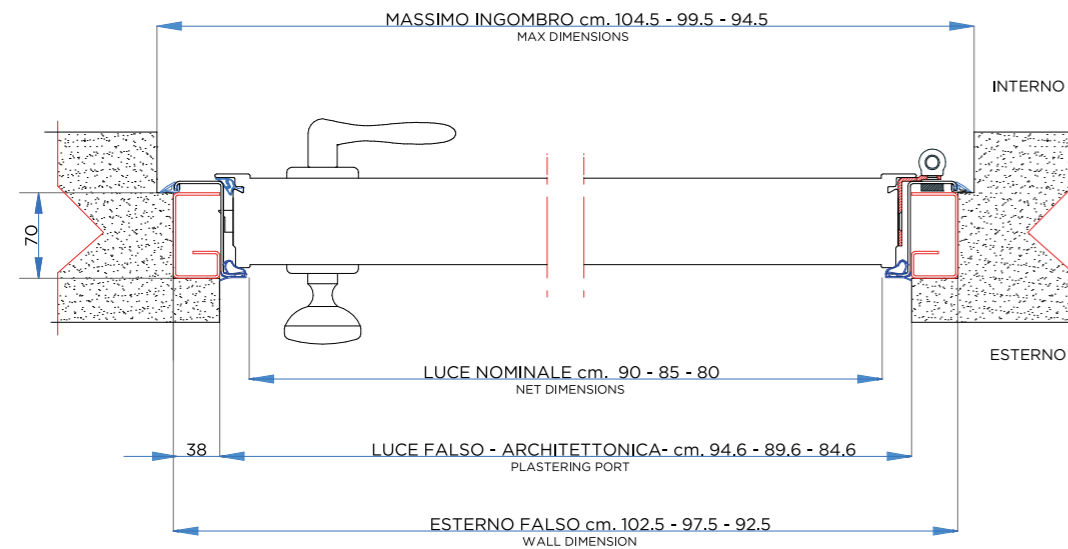 MASSIMO INGOMBRO cm. 104.5 - 99.5 - 94.5
MAX DIMENSIONS
INTERNO
70
ESTERNO
LUCE NOMINALE cm. 90 - 85 - 80
NET DIMENSIONS
38
LUCE FALSO - ARCHITETTONICA- cm. 94.6 - 89.6 - 84.6
PLASTERING PORT
ESTERNO FALSO cm. 102.5 - 97.5 - 92.5
WALL DIMENSION